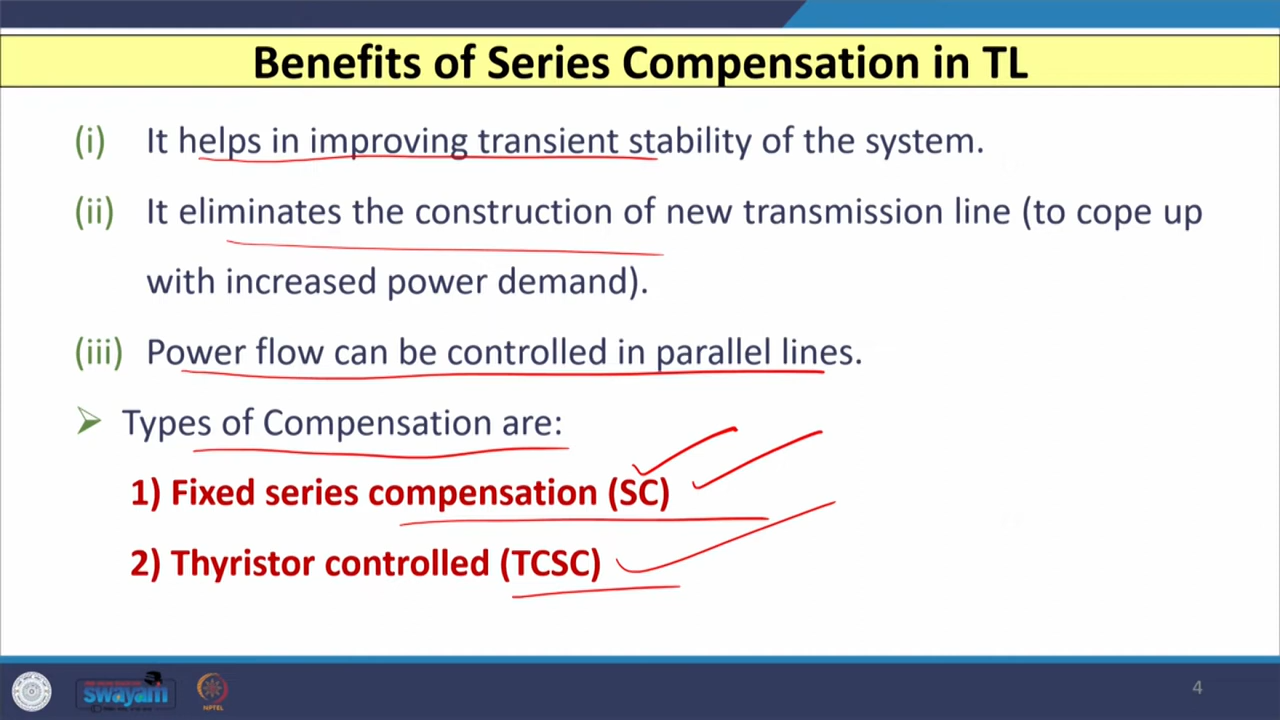 Benefits of Series Compensation in TL
(i) It helps in improving transient stability of the system.
(ii) It eliminates the construction of new transmission line (to cope up
with increased power demand).
(iii) Power flow can be controlled in parallel lines.
➢ Types of Compensation are:
1) Fixed series compensation (SC)
2) Thyristor controlled (TCSC)
swayam
NPTEL
4